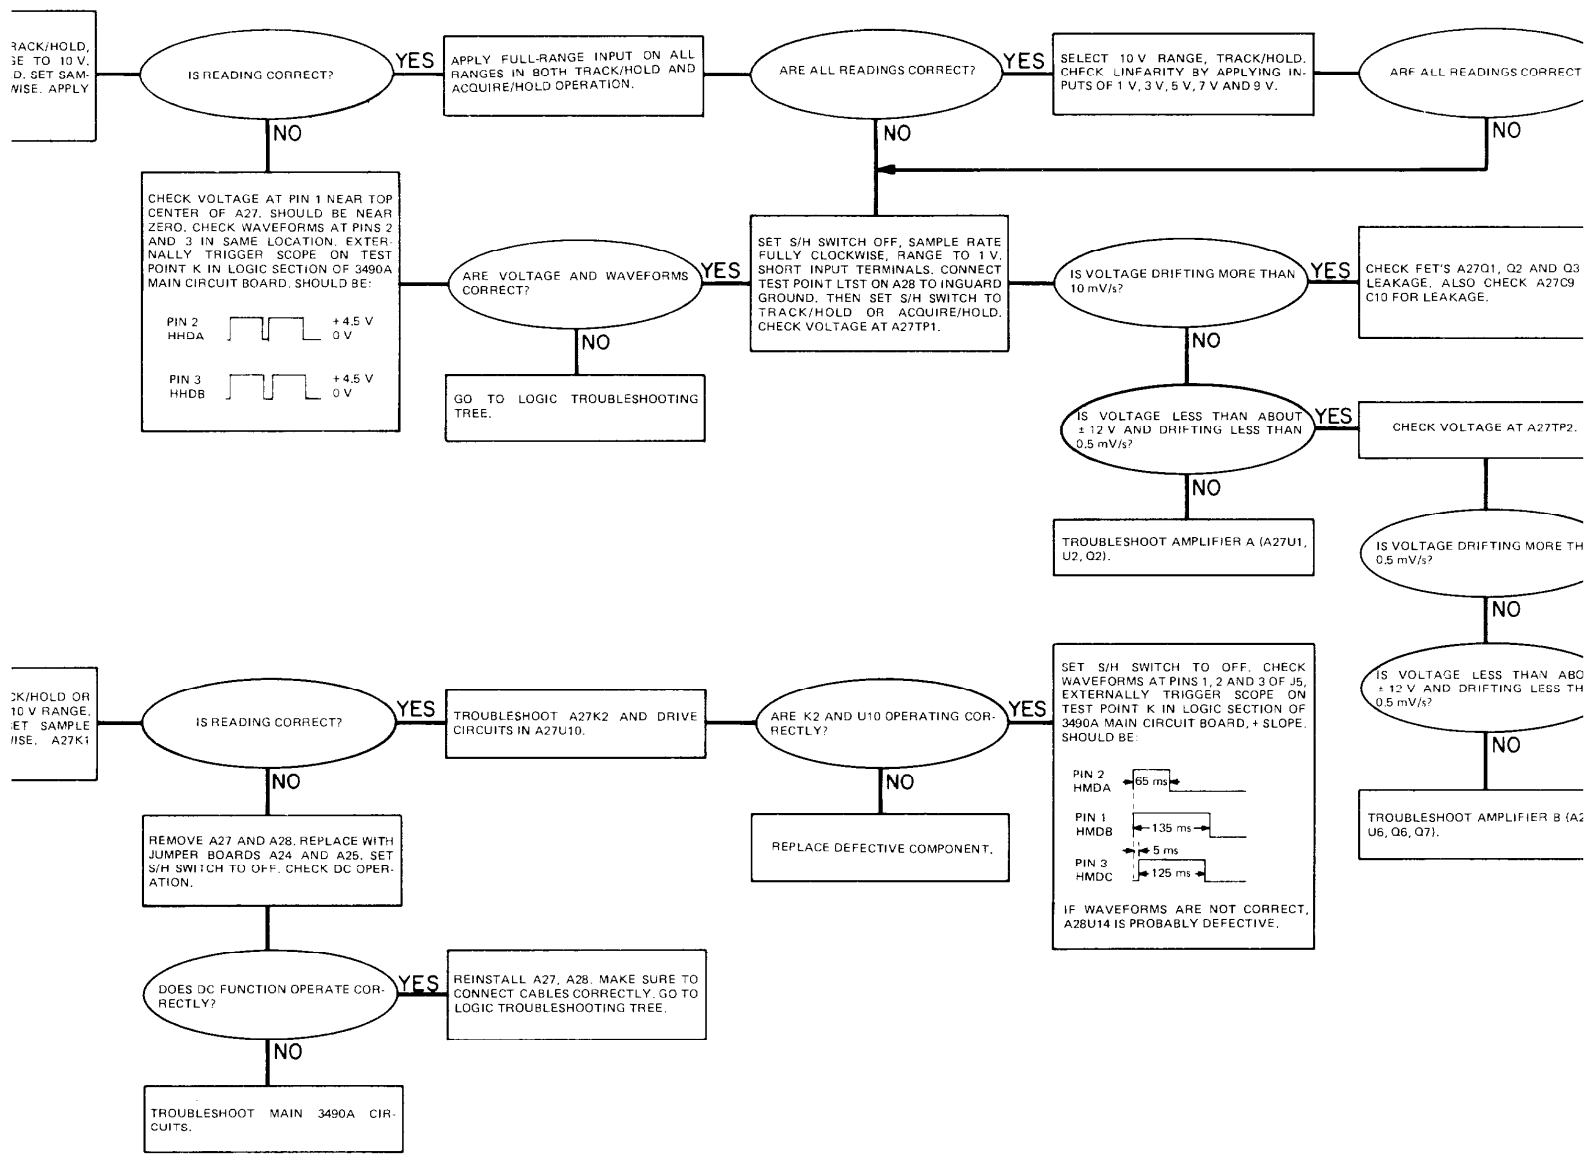 RACK/HOLD,
GE TO 10 V.
D. SET SAM-
WISE. APPLY
IS READING CORRECT?
YES
APPLY FULL-RANGE INPUT ON ALL
RANGES IN BOTH TRACK/HOLD AND
ACQUIRE/HOLD OPERATION.
ARE ALL READINGS CORRECT?
YES
SELECT 10 V RANGE, TRACK/HOLD.
CHECK LINEARITY BY APPLYING IN-
PUTS OF 1 V, 3 V, 5 V, 7 V AND 9 V.
ARE ALL READINGS CORRECT
NO
NO
NO
CHECK VOLTAGE AT PIN 1 NEAR TOP
CENTER OF A27. SHOULD BE NEAR
ZERO. CHECK WAVEFORMS AT PINS 2
AND 3 IN SAME LOCATION. EXTER-
NALLY TRIGGER SCOPE ON TEST
POINT K IN LOGIC SECTION OF 3490A
MAIN CIRCUIT BOARD. SHOULD BE:
PIN 2
HHDA
+ 4.5 V
0 V
PIN 3
HHDB
+4.5 V
0 V
ARE VOLTAGE AND WAVEFORMS
CORRECT?
YES
NO
GO TO LOGIC TROUBLESHOOTING
TREE.
SET S/H SWITCH OFF, SAMPLE RATE
FULLY CLOCKWISE, RANGE TO 1 V.
SHORT INPUT TERMINALS. CONNECT
TEST POINT LTST ON A28 TO INGUARD
GROUND. THEN SET S/H SWITCH TO
TRACK/HOLD OR ACQUIRE/HOLD.
CHECK VOLTAGE AT A27TP1.
IS VOLTAGE DRIFTING MORE THAN
10 mV/s?
YES
CHECK FET'S A27Q1, Q2 AND Q3
LEAKAGE. ALSO CHECK A27C9
C10 FOR LEAKAGE.
NO
IS VOLTAGE LESS THAN ABOUT
± 12 V AND DRIFTING LESS THAN
0.5 mV/s?
YES
CHECK VOLTAGE AT A27TP2.
NO
TROUBLESHOOT AMPLIFIER A (A27U1,
U2, Q2).
IS VOLTAGE DRIFTING MORE TH
0.5 mV/s?
NO
IS VOLTAGE LESS THAN ABO
± 12 V AND DRIFTING LESS TH
0.5 mV/s?
NO
TROUBLESHOOT AMPLIFIER B (A2
U6, Q6, Q7).
CK/HOLD OR
10 V RANGE,
SET SAMPLE
WISE. A27K1
IS READING CORRECT?
YES
TROUBLESHOOT A27K2 AND DRIVE
CIRCUITS IN A27U10.
ARE K2 AND U10 OPERATING COR-
RECTLY?
YES
SET S/H SWITCH TO OFF. CHECK
WAVEFORMS AT PINS 1, 2 AND 3 OF J5,
EXTERNALLY TRIGGER SCOPE ON
TEST POINT K IN LOGIC SECTION OF
3490A MAIN CIRCUIT BOARD, + SLOPE.
SHOULD BE:
PIN 2
HMDA
65 ms
PIN 1
HMDB
135 ms
5 ms
PIN 3
HMDC
125 ms
IF WAVEFORMS ARE NOT CORRECT,
A28U14 IS PROBABLY DEFECTIVE.
NO
REPLACE DEFECTIVE COMPONENT.
NO
REMOVE A27 AND A28. REPLACE WITH
JUMPER BOARDS A24 AND A25. SET
S/H SWITCH TO OFF. CHECK DC OPER-
ATION.
DOES DC FUNCTION OPERATE COR-
RECTLY?
YES
REINSTALL A27, A28. MAKE SURE TO
CONNECT CABLES CORRECTLY. GO TO
LOGIC TROUBLESHOOTING TREE.
NO
TROUBLESHOOT MAIN 3490A CIR-
CUITS.